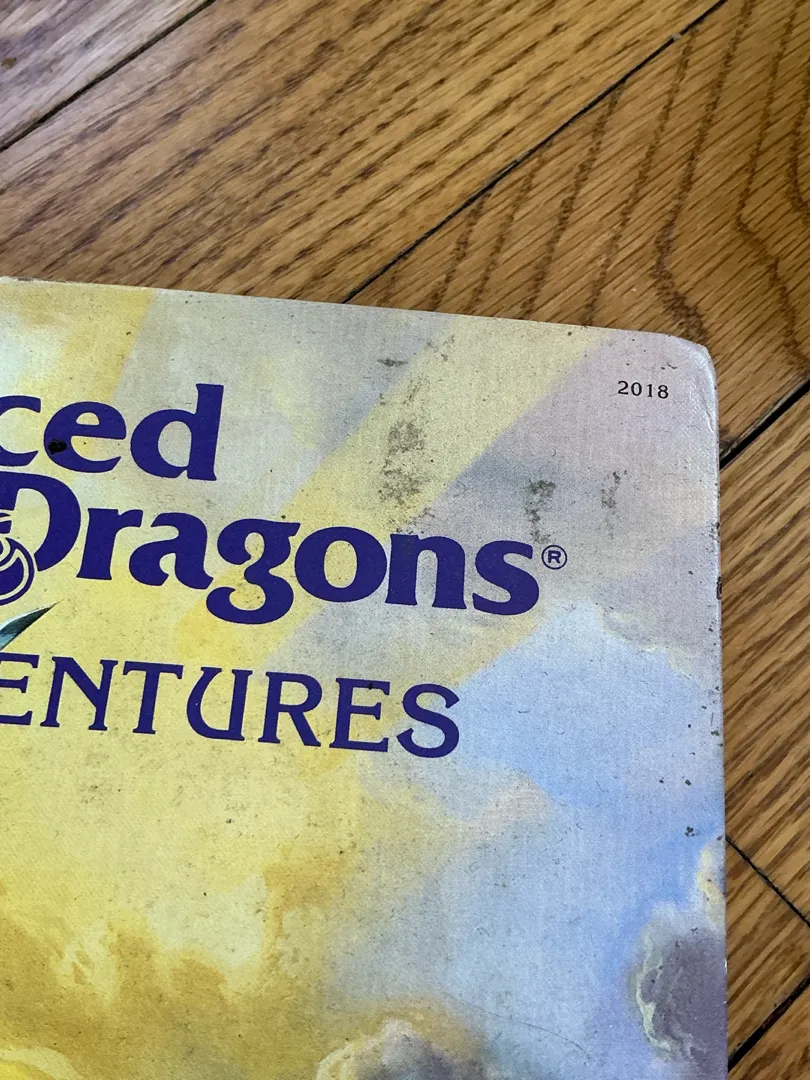 2018
ced
Dragons®
ENTURES